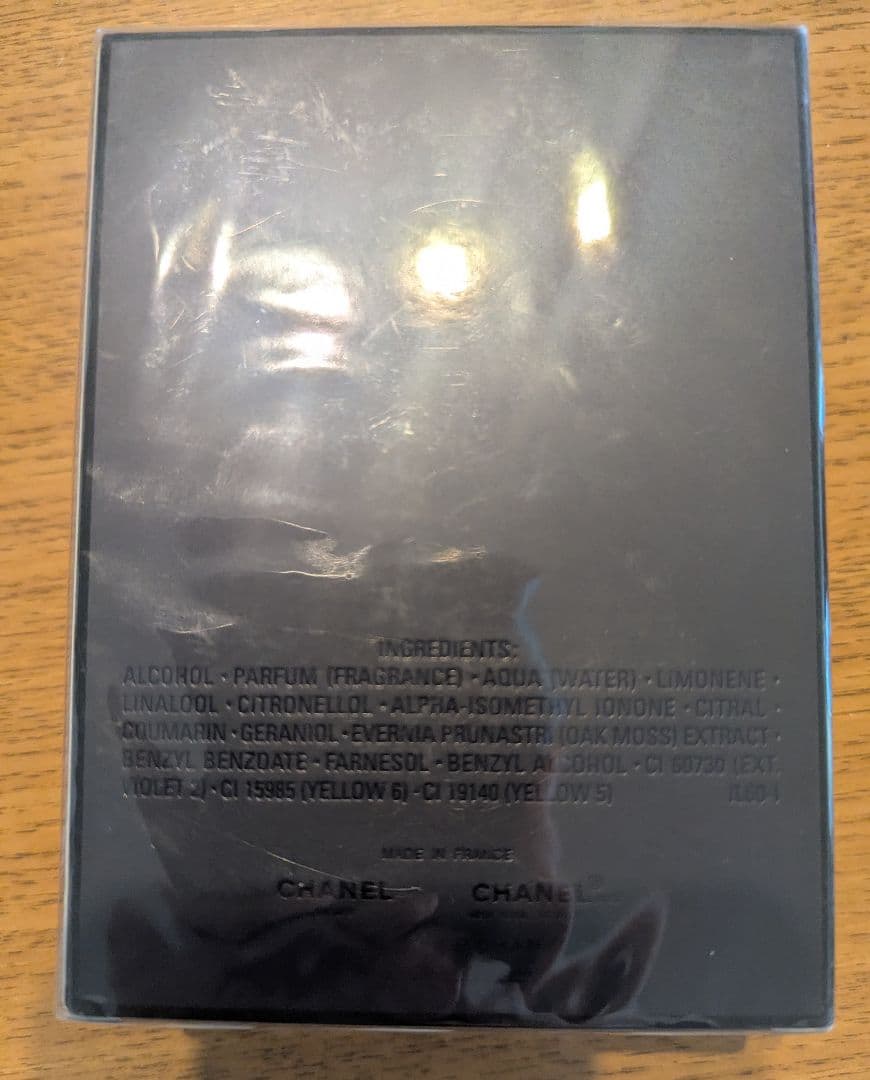 INGREDIENTS:
ALCOHOL • PARFUM (FRAGRANCE) • AQUA (WATER) • LIMONENE •
LINALOOL • CITRONELLOL • ALPHA-ISOMETHYL IONONE • CITRAL •
COUMARIN • GERANIOL • EVERNIA PRUNASTRI (OAK MOSS) EXTRACT •
BENZYL BENZOATE • FARNESOL • BENZYL ALCOHOL • CI 60730 (EXT.
VIOLET 2) • CI 15985 (YELLOW 6) • CI 19140 (YELLOW 5)
MADE IN FRANCE
CHANEL CHANEL